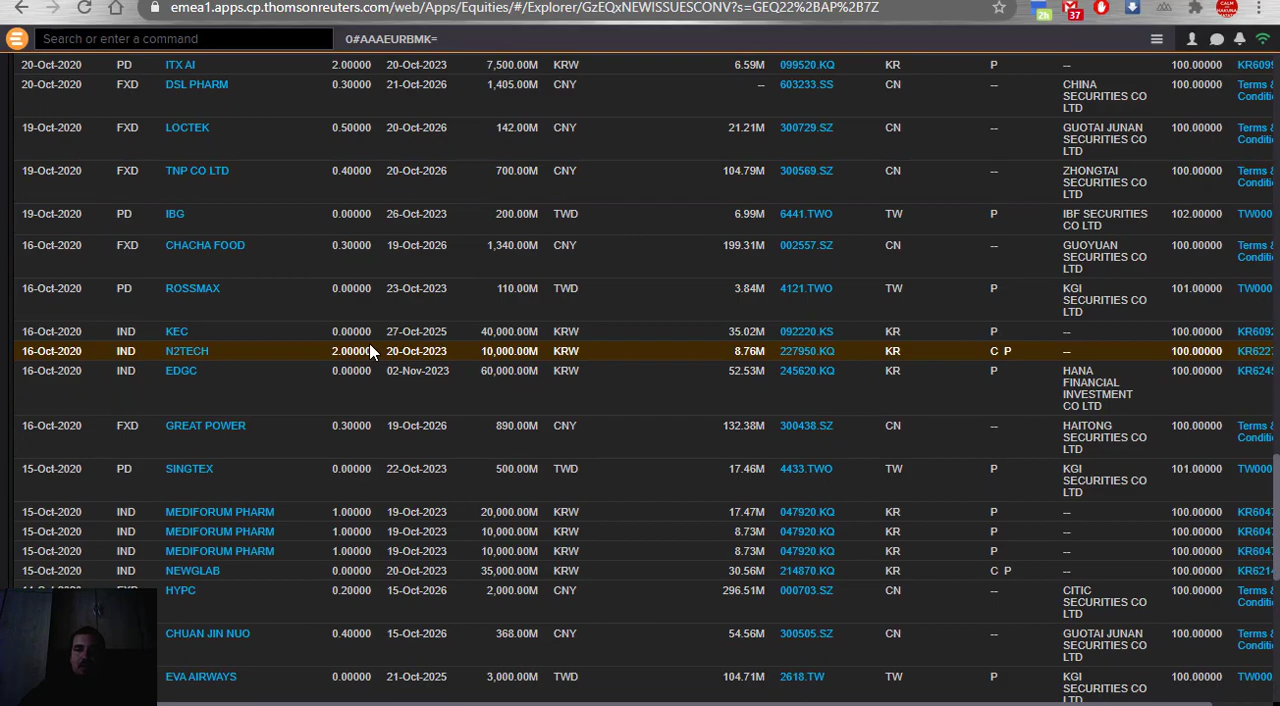 emea1.apps.cp.thomsonreuters.com/web/Apps/Equities/#/Explorer/GzEQxNEWISSUESCONV?s=GEQ22%2BAP%2B7Z
2h
37
Search or enter a command 0#AAAEURBMK=
20-Oct-2020 PD ITX AI 2.00000 20-Oct-2023 7,500.00M KRW 6.59M 099520.KQ KR P -- 100.00000 KR609
20-Oct-2020 FXD DSL PHARM 0.30000 21-Oct-2026 1,405.00M CNY -- 603233.SS CN -- CHINA 100.00000 Terms &
SECURITIES CO Conditi
LTD
19-Oct-2020 FXD LOCTEK 0.50000 20-Oct-2026 142.00M CNY 21.21M 300729.SZ CN -- GUOTAI JUNAN 100.00000 Terms &
SECURITIES CO Conditi
LTD
19-Oct-2020 FXD TNP CO LTD 0.40000 20-Oct-2026 700.00M CNY 104.79M 300569.SZ CN -- ZHONGTAI 100.00000 Terms &
SECURITIES CO Conditi
LTD
19-Oct-2020 PD IBG 0.00000 26-Oct-2023 200.00M TWD 6.99M 6441.TWO TW P IBF SECURITIES 102.00000 TW000
CO LTD
16-Oct-2020 FXD CHACHA FOOD 0.30000 19-Oct-2026 1,340.00M CNY 199.31M 002557.SZ CN -- GUOYUAN 100.00000 Terms &
SECURITIES CO Conditi
LTD
16-Oct-2020 PD ROSSMAX 0.00000 23-Oct-2023 110.00M TWD 3.84M 4121.TWO TW P KGI 101.00000 TW000
SECURITIES CO
LTD
16-Oct-2020 IND KEC 0.00000 27-Oct-2025 40,000.00M KRW 35.02M 092220.KS KR P -- 100.00000 KR609
16-Oct-2020 IND N2TECH 2.00000 20-Oct-2023 10,000.00M KRW 8.76M 227950.KQ KR C P -- 100.00000 KR622
16-Oct-2020 IND EDGC 0.00000 02-Nov-2023 60,000.00M KRW 52.53M 245620.KQ KR P HANA 100.00000 KR624
FINANCIAL
INVESTMENT
CO LTD
16-Oct-2020 FXD GREAT POWER 0.30000 19-Oct-2026 890.00M CNY 132.38M 300438.SZ CN -- HAITONG 100.00000 Terms &
SECURITIES CO Conditi
LTD
15-Oct-2020 PD SINGTEX 0.00000 22-Oct-2023 500.00M TWD 17.46M 4433.TWO TW P KGI 101.00000 TW000
SECURITIES CO
LTD
15-Oct-2020 IND MEDIFORUM PHARM 1.00000 19-Oct-2023 20,000.00M KRW 17.47M 047920.KQ KR P -- 100.00000 KR604
15-Oct-2020 IND MEDIFORUM PHARM 1.00000 19-Oct-2023 10,000.00M KRW 8.73M 047920.KQ KR P -- 100.00000 KR604
15-Oct-2020 IND MEDIFORUM PHARM 1.00000 19-Oct-2023 10,000.00M KRW 8.73M 047920.KQ KR P -- 100.00000 KR604
15-Oct-2020 IND NEWGLAB 0.00000 20-Oct-2023 35,000.00M KRW 30.56M 214870.KQ KR C P -- 100.00000 KR621
HYPC 0.20000 15-Oct-2026 2,000.00M CNY 296.51M 000703.SZ CN -- CITIC 100.00000 Terms &
SECURITIES CO Conditi
LTD
CHUAN JIN NUO 0.40000 15-Oct-2026 368.00M CNY 54.56M 300505.SZ CN -- GUOTAI JUNAN 100.00000 Terms &
SECURITIES CO Conditi
LTD
EVA AIRWAYS 0.00000 21-Oct-2025 3,000.00M TWD 104.71M 2618.TW TW P KGI 100.00000 TW000
SECURITIES CO
LTD